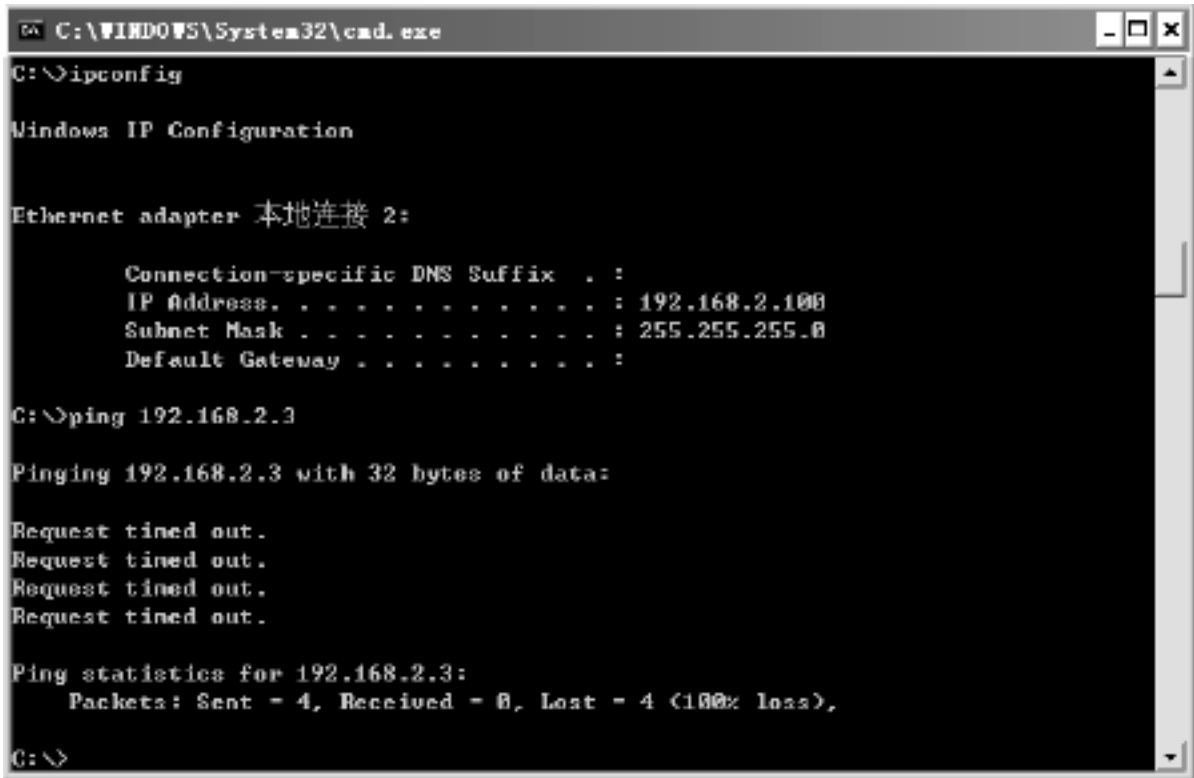 C:\WINDOWS\System32\cmd.exe
C:\>ipconfig
Windows IP Configuration
Ethernet adapter 本地连接 2:
Connection-specific DNS Suffix . :
IP Address. . . . . . . . . . . . : 192.168.2.100
Subnet Mask . . . . . . . . . . . : 255.255.255.0
Default Gateway . . . . . . . . . :
C:\>ping 192.168.2.3
Pinging 192.168.2.3 with 32 bytes of data:
Request timed out.
Request timed out.
Request timed out.
Request timed out.
Ping statistics for 192.168.2.3:
Packets: Sent = 4, Received = 0, Lost = 4 (100% loss),
C:\>